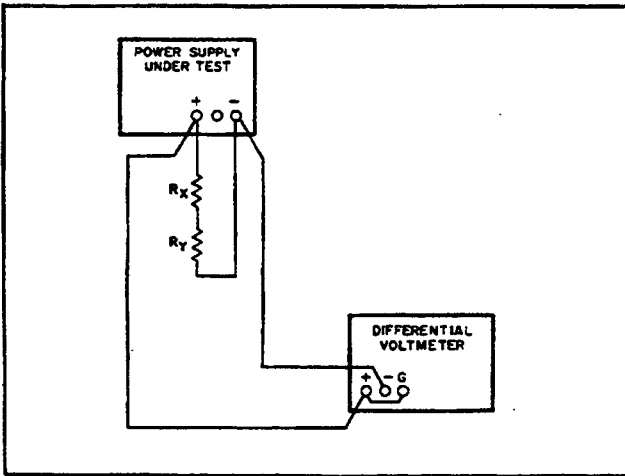 POWER SUPPLY
UNDER TEST
+ -
RX
RY
DIFFERENTIAL
VOLTMETER
+ - G